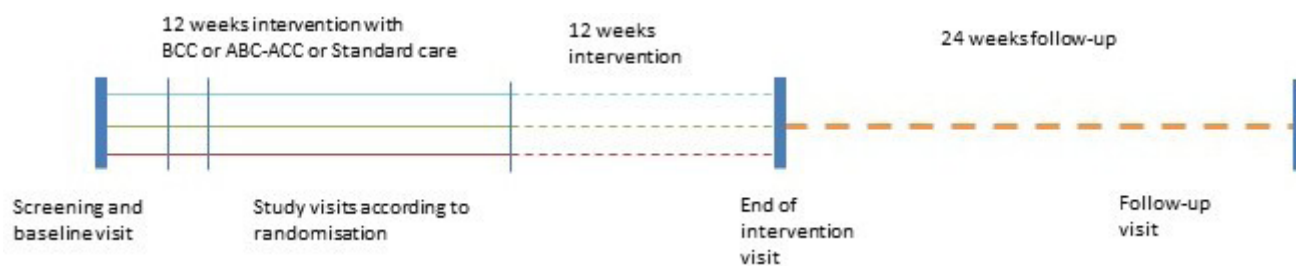 12 weeks intervention with
BCC or ABC-ACC or Standard care
12 weeks
intervention
24 weeks follow-up
Screening and
baseline visit
Study visits according to
randomisation
End of
intervention
visit
Follow-up
visit